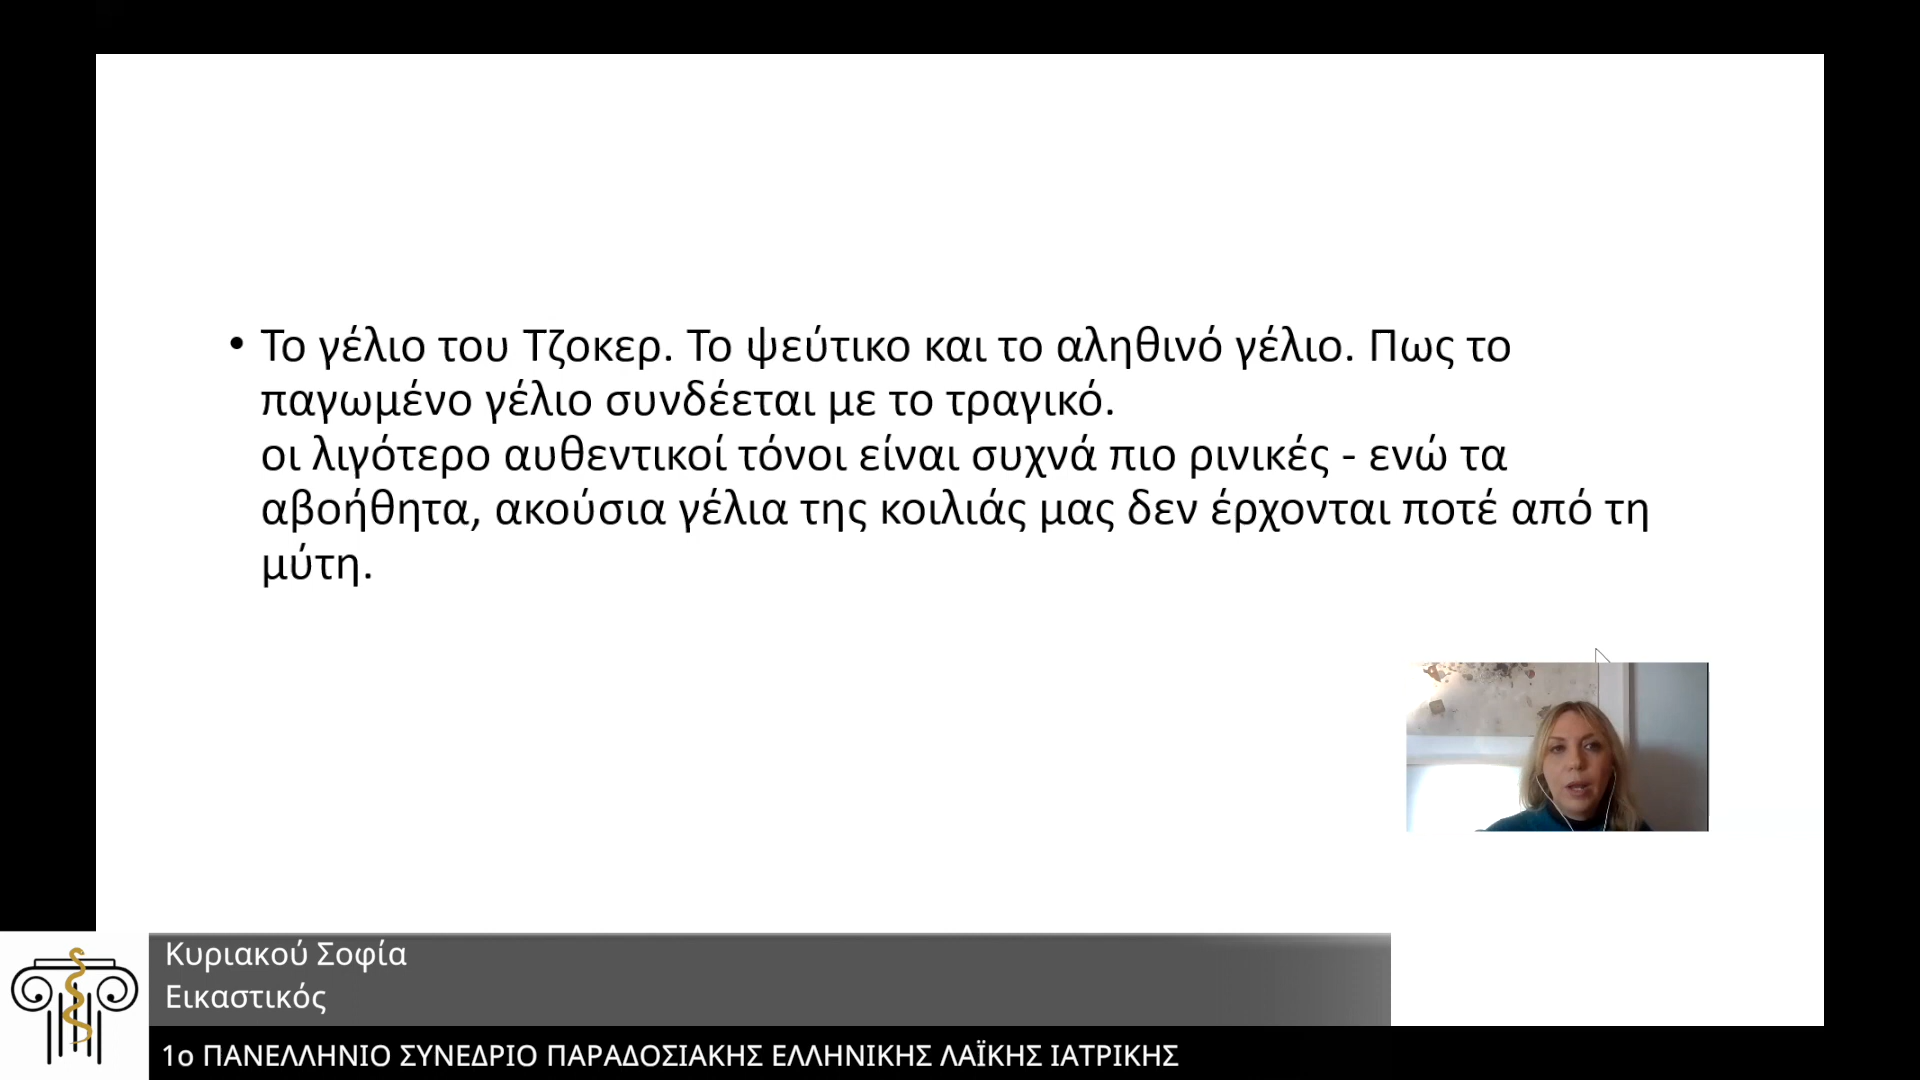 • Το γέλιο του Τζοκερ. Το ψεύτικο και το αληθινό γέλιο. Πως το
παγωμένο γέλιο συνδέεται με το τραγικό.
οι λιγότερο αυθεντικοί τόνοι είναι συχνά πιο ρινικές - ενώ τα
αβοήθητα, ακούσια γέλια της κοιλιάς μας δεν έρχονται ποτέ από τη
μύτη.
Κυριακού Σοφία
Εικαστικός
1ο ΠΑΝΕΛΛΗΝΙΟ ΣΥΝΕΔΡΙΟ ΠΑΡΑΔΟΣΙΑΚΗΣ ΕΛΛΗΝΙΚΗΣ ΛΑΪΚΗΣ ΙΑΤΡΙΚΗΣ